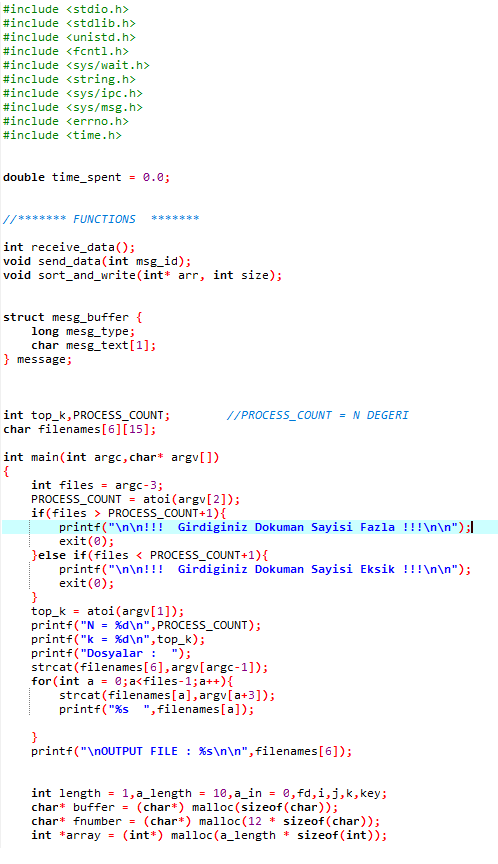 #include <stdio.h>
#include <stdlib.h>
#include <unistd.h>
#include <fcntl.h>
#include <sys/wait.h>
#include <string.h>
#include <sys/ipc.h>
#include <sys/msg.h>
#include <errno.h>
#include <time.h>
double time_spent = 0.0;
//******* FUNCTIONS  *******
int receive_data();
void send_data(int msg_id);
void sort_and_write(int* arr, int size);
struct mesg_buffer {
    long mesg_type;
    char mesg_text[1];
} message;
int top_k,PROCESS_COUNT;        //PROCESS_COUNT = N DEGERI
char filenames[6][15];
int main(int argc,char* argv[])
{
    int files = argc-3;
    PROCESS_COUNT = atoi(argv[2]);
    if(files > PROCESS_COUNT+1){
        printf("\n\n!!!  Girdiginiz Dokuman Sayisi Fazla !!!\n\n");
        exit(0);
    }else if(files < PROCESS_COUNT+1){
        printf("\n\n!!!  Girdiginiz Dokuman Sayisi Eksik !!!\n\n");
        exit(0);
    }
    top_k = atoi(argv[1]);
    printf("N = %d\n",PROCESS_COUNT);
    printf("k = %d\n",top_k);
    printf("Dosyalar :  ");
    strcat(filenames[6],argv[argc-1]);
    for(int a = 0;a<files-1;a++){
        strcat(filenames[a],argv[a+3]);
        printf("%s  ",filenames[a]);
    }
    printf("\nOUTPUT FILE : %s\n\n",filenames[6]);
    int length = 1,a_length = 10,a_in = 0,fd,i,j,k,key;
    char* buffer = (char*) malloc(sizeof(char));
    char* fnumber = (char*) malloc(12 * sizeof(char));
    int *array = (int*) malloc(a_length * sizeof(int));